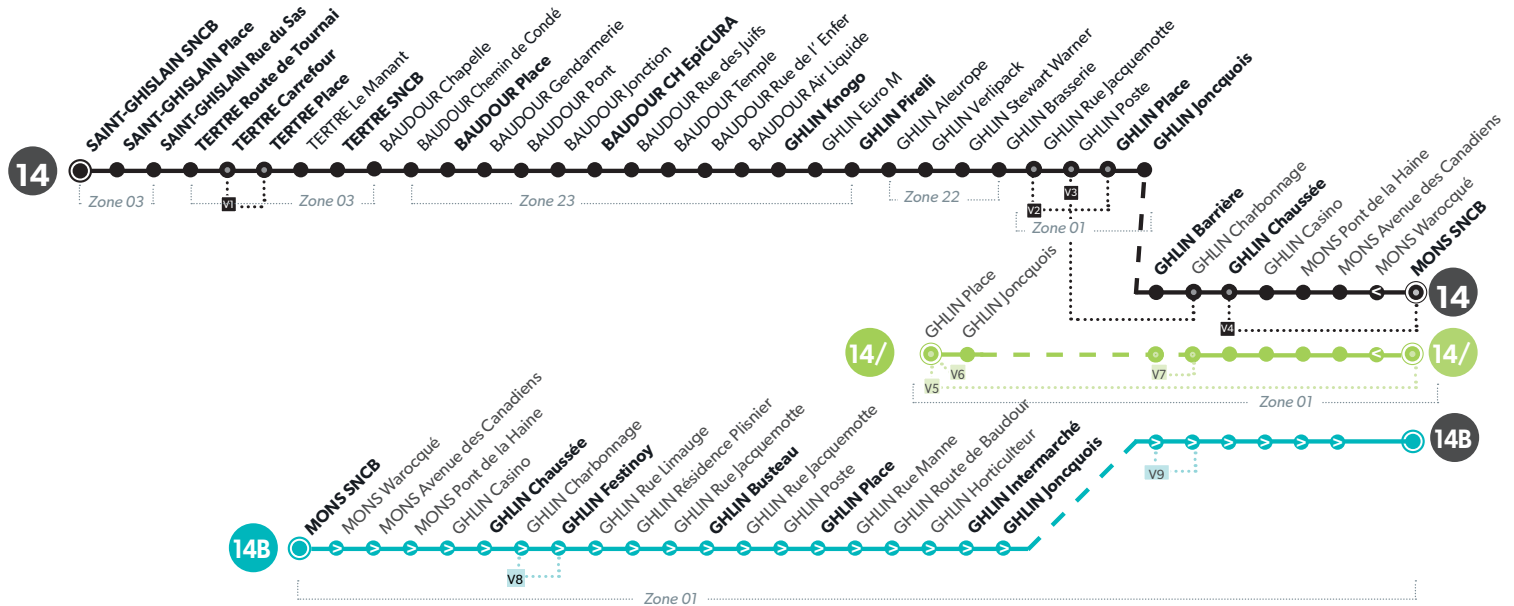 14
SAINT-GHISLAIN SNCB
SAINT-GHISLAIN Place
SAINT-GHISLAIN Rue du Sas
TERTRE Route de Tournai
TERTRE Carrefour
TERTRE Place
TERTRE Le Manant
TERTRE SNCB
BAUDOUR Chapelle
BAUDOUR Chemin de Condé
BAUDOUR Place
BAUDOUR Gendarmerie
BAUDOUR Pont
BAUDOUR Jonction
BAUDOUR CH EpiCURA
BAUDOUR Rue des Juifs
BAUDOUR Temple
BAUDOUR Rue de l' Enfer
BAUDOUR Air Liquide
GHLIN Knogo
GHLIN Euro M
GHLIN Pirelli
GHLIN Aleurope
GHLIN Verlipack
GHLIN Stewart Warner
GHLIN Brasserie
GHLIN Rue Jacquemotte
GHLIN Poste
GHLIN Place
GHLIN Joncquois
Zone 03
V1
Zone 03
Zone 23
Zone 22
V2
V3
Zone 01
GHLIN Barrière
GHLIN Charbonnage
GHLIN Chaussée
GHLIN Casino
MONS Pont de la Haine
MONS Avenue des Canadiens
MONS Warocqué
MONS SNCB
<
14
V4
GHLIN Place
GHLIN Joncquois
14/
<
14/
V6
V7
V5
Zone 01
> > > > > >
14B
V9
MONS SNCB
MONS Warocqué
MONS Avenue des Canadiens
MONS Pont de la Haine
GHLIN Casino
GHLIN Chaussée
GHLIN Charbonnage
GHLIN Festinoy
GHLIN Rue Limauge
GHLIN Résidence Plisnier
GHLIN Rue Jacquemotte
GHLIN Busteau
GHLIN Rue Jacquemotte
GHLIN Poste
GHLIN Place
GHLIN Rue Manne
GHLIN Route de Baudour
GHLIN Horticulteur
GHLIN Intermarché
GHLIN Joncquois
14B
> > > > > > > > > > > > > > > > > > >
V8
Zone 01